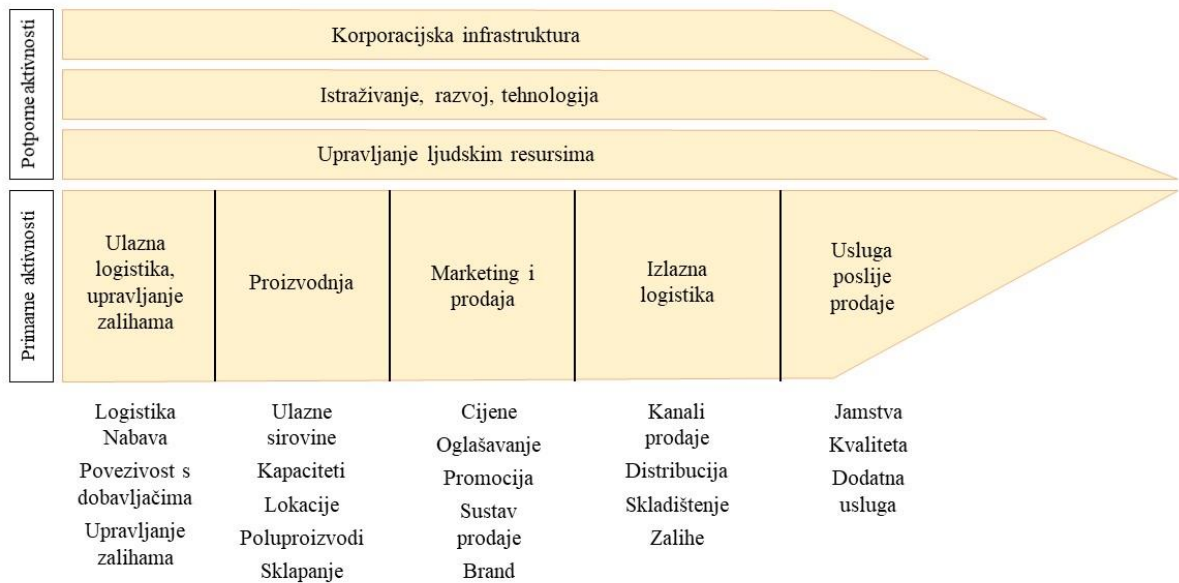 Potporne aktivnosti
Korporacijska infrastruktura
Istraživanje, razvoj, tehnologija
Upravljanje ljudskim resursima
Primarne aktivnosti
Ulazna
logistika,
upravljanje
zalihama
Proizvodnja
Marketing i
prodaja
Izlazna
logistika
Usluga
poslije
prodaje
Logistika
Nabava
Povezivost s
dobavljačima
Upravljanje
zalihama
Ulazne
sirovine
Kapaciteti
Lokacije
Poluproizvodi
Sklapanje
Cijene
Oglašavanje
Promocija
Sustav
prodaje
Brand
Kanali
prodaje
Distribucija
Skladištenje
Zalihe
Jamstva
Kvaliteta
Dodatna
usluga